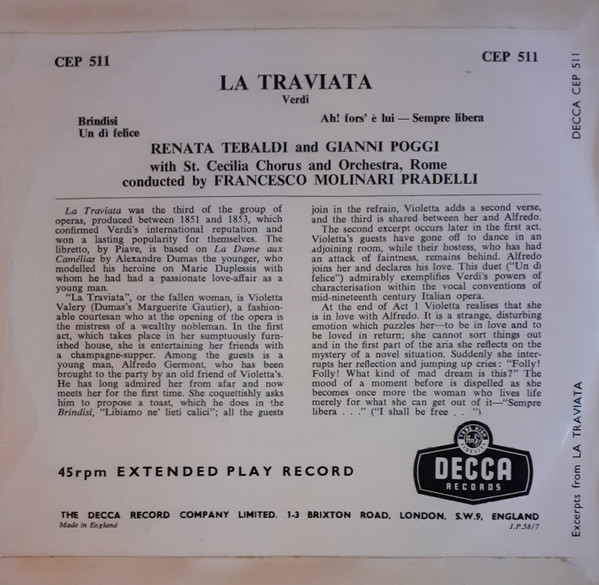 CEP 511
CEP 511
LA TRAVIATA
Verdi
Brindisi
Un dì felice
Ah! fors' è lui — Sempre libera
RENATA TEBALDI and GIANNI POGGI
with St. Cecilia Chorus and Orchestra, Rome
conducted by FRANCESCO MOLINARI PRADELLI
La Traviata was the third of the group of
operas, produced between 1851 and 1853, which
confirmed Verdi's international reputation and
won a lasting popularity for themselves. The
libretto, by Piave, is based on La Dame aux
Camélias by Alexandre Dumas the younger, who
modelled his heroine on Marie Duplessis with
whom he had had a passionate love-affair as a
young man.
"La Traviata", or the fallen woman, is Violetta
Valery (Dumas's Marguerite Gautier), a fashion-
able courtesan who at the opening of the opera is
the mistress of a wealthy nobleman. In the first
act, which takes place in her sumptuously furn-
ished house, she is entertaining her friends with
a champagne-supper. Among the guests is a
young man, Alfredo Germont, who has been
brought to the party by an old friend of Violetta's.
He has long admired her from afar and now
meets her for the first time. She coquettishly asks
him to propose a toast, which he does in the
Brindisi, "Libiamo ne' lieti calici"; all the guests
join in the refrain, Violetta adds a second verse,
and the third is shared between her and Alfredo.
The second excerpt occurs later in the first act.
Violetta's guests have gone off to dance in an
adjoining room, while their hostess, who has had
an attack of faintness, remains behind. Alfredo
joins her and declares his love. This duet ("Un dì
felice") admirably exemplifies Verdi's powers of
characterisation within the vocal conventions of
mid-nineteenth century Italian opera.
At the end of Act 1 Violetta realises that she
is in love with Alfredo. It is a strange, disturbing
emotion which puzzles her—to be in love and to
be loved in return; she cannot sort things out
and in the first part of the aria she reflects on the
mystery of a novel situation. Suddenly she inter-
rupts her reflection and jumping up cries: "Folly!
Folly! What kind of mad dream is this?" The
mood of a moment before is dispelled as she
becomes once more the woman who lives life
merely for what she can get out of it—"Sempre
libera . . ." ("I shall be free . . ")
45rpm EXTENDED PLAY RECORD
DECCA
RECORDS
THE DECCA RECORD COMPANY LIMITED. 1-3 BRIXTON ROAD, LONDON, S.W.9, ENGLAND
Made in England
J.P.58/7
DECCA CEP 511
Excerpts from LA TRAVIATA